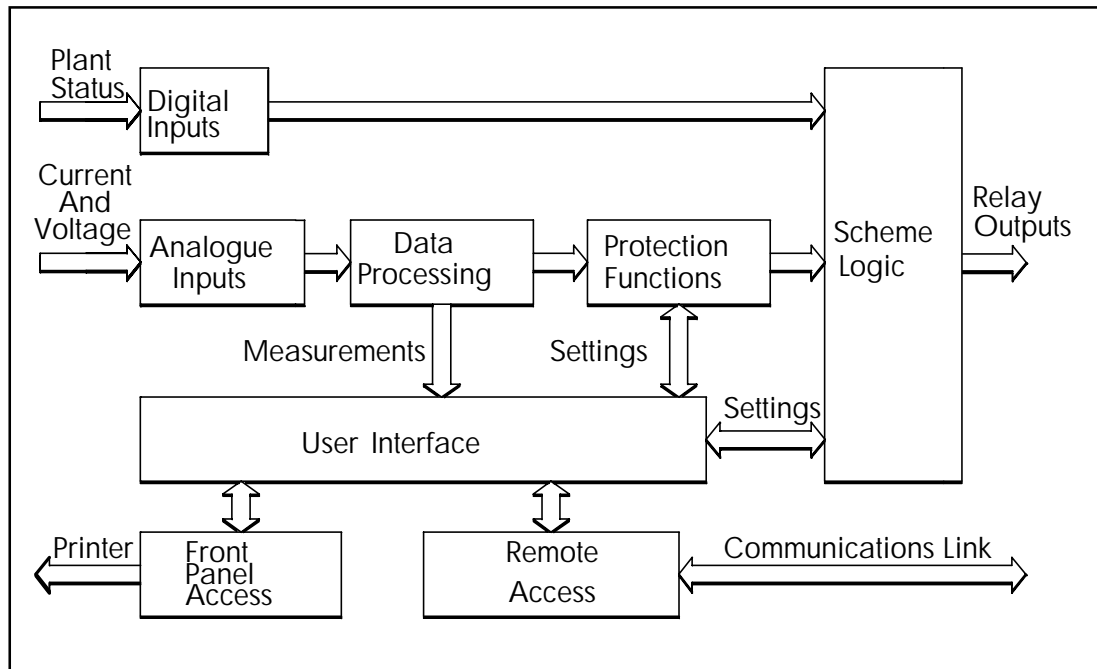 Plant
Status
Digital
Inputs
Current
And
Voltage
Analogue
Inputs
Data
Processing
Protection
Functions
Scheme
Logic
Relay
Outputs
Measurements
Settings
User Interface
Settings
Printer
Front
Panel
Access
Remote
Access
Communications Link